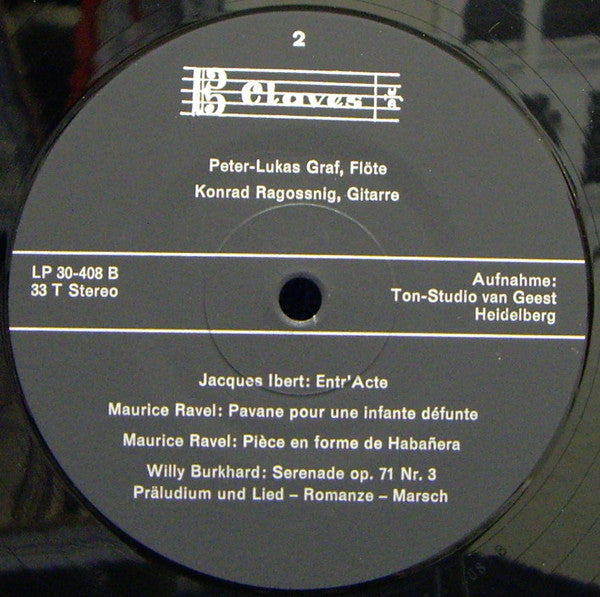 2
Claves
Peter-Lukas Graf, Flöte
Konrad Ragossnig, Gitarre
LP 30-408 B
33 T Stereo
Aufnahme:
Ton-Studio van Geest
Heidelberg
Jacques Ibert: Entr'Acte
Maurice Ravel: Pavane pour une infante défunte
Maurice Ravel: Pièce en forme de Habañera
Willy Burkhard: Serenade op. 71 Nr. 3
Präludium und Lied – Romanze – Marsch